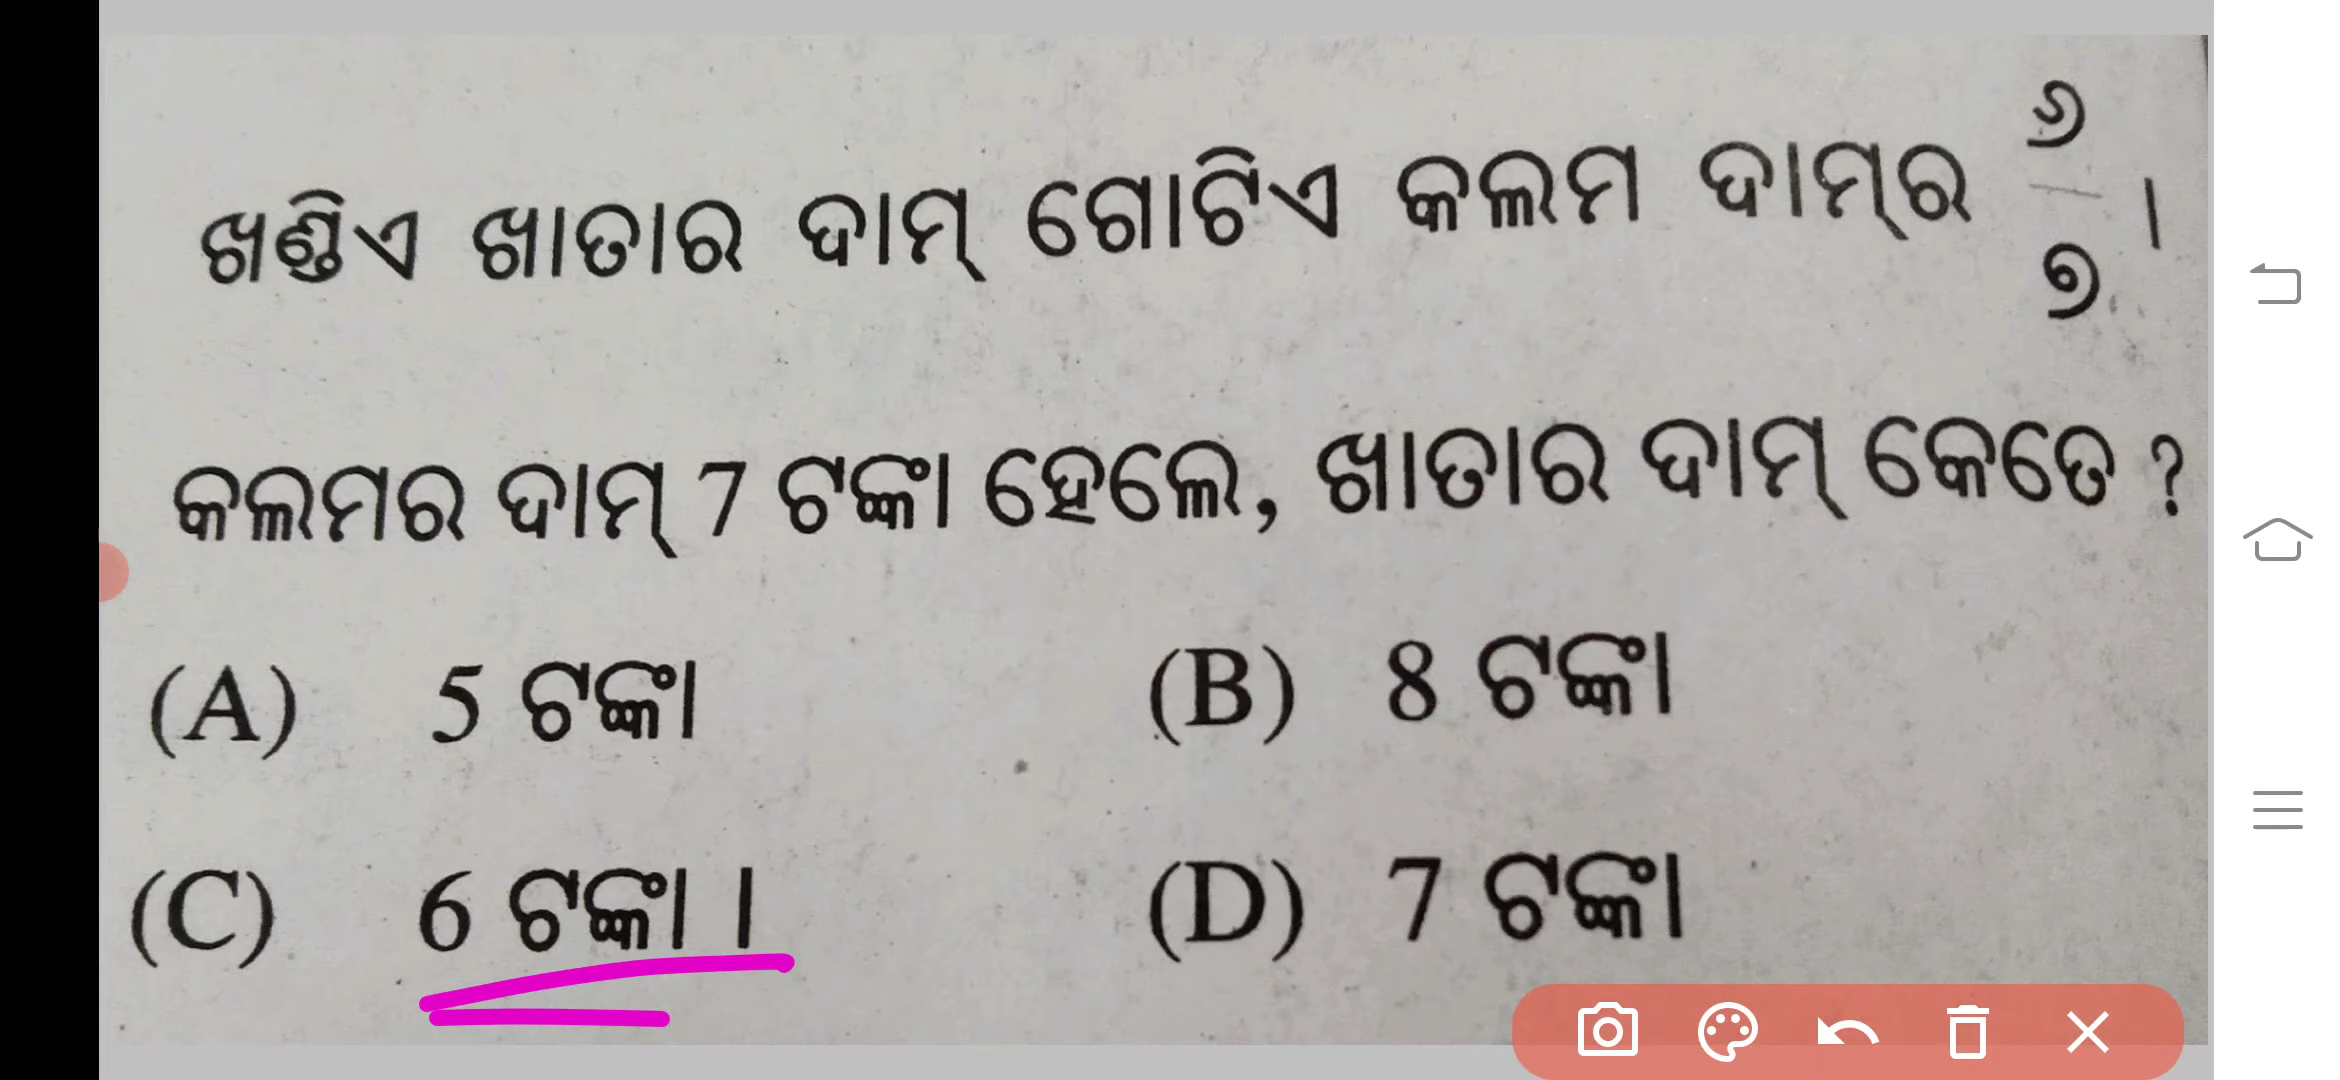 ଖଣ୍ଡିଏ ଖାତାର ଦାମ୍ ଗୋଟିଏ କଲମ ଦାମ୍‌ର ୬/୭ ।
କଲମର ଦାମ୍ 7 ଟଙ୍କା ହେଲେ, ଖାତାର ଦାମ୍ କେତେ ?
(A) 5 ଟଙ୍କା (B) 8 ଟଙ୍କା
(C) 6 ଟଙ୍କା । (D) 7 ଟଙ୍କା